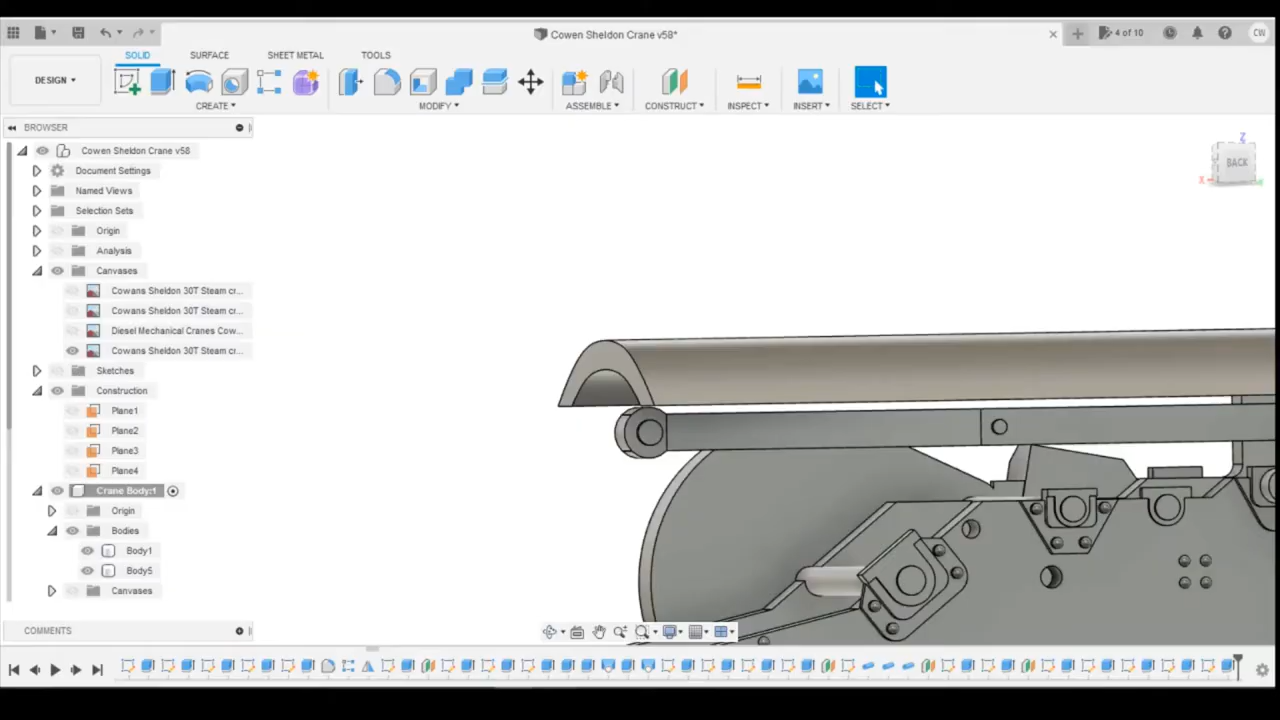 Cowen Sheldon Crane v58*
4 of 10
CW
DESIGN
SOLID
SURFACE
SHEET METAL
TOOLS
CREATE
MODIFY
ASSEMBLE
CONSTRUCT
INSPECT
INSERT
SELECT
BROWSER
Cowen Sheldon Crane v58
Document Settings
Named Views
Selection Sets
Origin
Analysis
Canvases
Cowans Sheldon 30T Steam cr...
Cowans Sheldon 30T Steam cr...
Diesel Mechanical Cranes Cow...
Cowans Sheldon 30T Steam cr...
Sketches
Construction
Plane1
Plane2
Plane3
Plane4
Crane Body:1
Origin
Bodies
Body1
Body5
Canvases
COMMENTS
Z
BACK
X